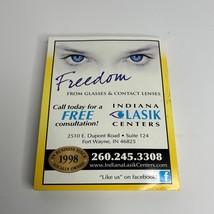 Freedom
FROM GLASSES & CONTACT LENSES
Call today for a
FREE
consultation!
INDIANA
LASIK
CENTERS
2510 E. Dupont Road • Suite 124
Fort Wayne, IN 46825
1998
260.245.3308
www.IndianaLasikCenters.com
"Like us" on facebook
f